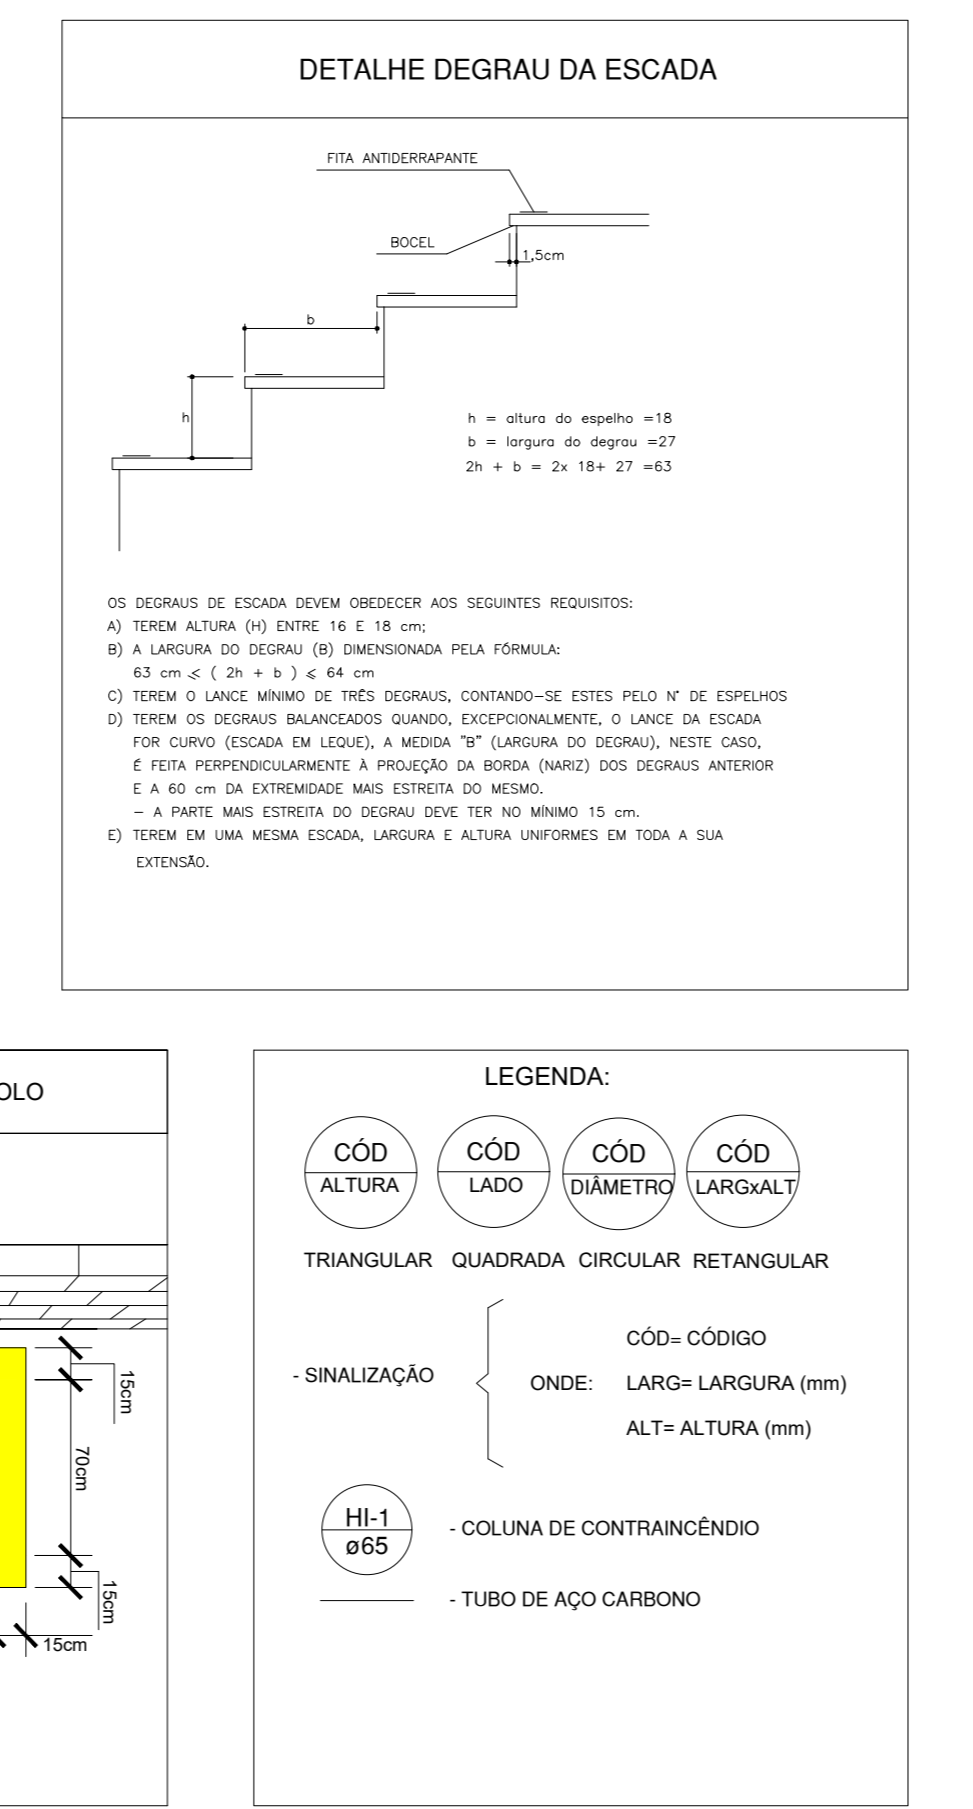 DETALHE DEGRAU DA ESCADA
FITA ANTIDERRAPANTE
BOCEL
1,5cm
b
h
h = altura do espelho =18
b = largura do degrau =27
2h + b = 2x 18+ 27 =63
OS DEGRAUS DE ESCADA DEVEM OBEDECER AOS SEGUINTES REQUISITOS:
A) TEREM ALTURA (H) ENTRE 16 E 18 cm;
B) A LARGURA DO DEGRAU (B) DIMENSIONADA PELA FÓRMULA:
63 cm ⩽ ( 2h + b ) ⩽ 64 cm
C) TEREM O LANCE MÍNIMO DE TRÊS DEGRAUS, CONTANDO-SE ESTES PELO N° DE ESPELHOS
D) TEREM OS DEGRAUS BALANCEADOS QUANDO, EXCEPCIONALMENTE, O LANCE DA ESCADA
FOR CURVO (ESCADA EM LEQUE), A MEDIDA "B" (LARGURA DO DEGRAU), NESTE CASO,
É FEITA PERPENDICULARMENTE À PROJEÇÃO DA BORDA (NARIZ) DOS DEGRAUS ANTERIOR
E A 60 cm DA EXTREMIDADE MAIS ESTREITA DO MESMO.
- A PARTE MAIS ESTREITA DO DEGRAU DEVE TER NO MÍNIMO 15 cm.
E) TEREM EM UMA MESMA ESCADA, LARGURA E ALTURA UNIFORMES EM TODA A SUA
EXTENSÃO.
OLO
15cm
70cm
15cm
15cm
LEGENDA:
CÓD CÓD CÓD CÓD
ALTURA LADO DIÂMETRO LARGxALT
TRIANGULAR QUADRADA CIRCULAR RETANGULAR
CÓD= CÓDIGO
- SINALIZAÇÃO ONDE: LARG= LARGURA (mm)
ALT= ALTURA (mm)
HI-1
ø65
- COLUNA DE CONTRAINCÊNDIO
- TUBO DE AÇO CARBONO